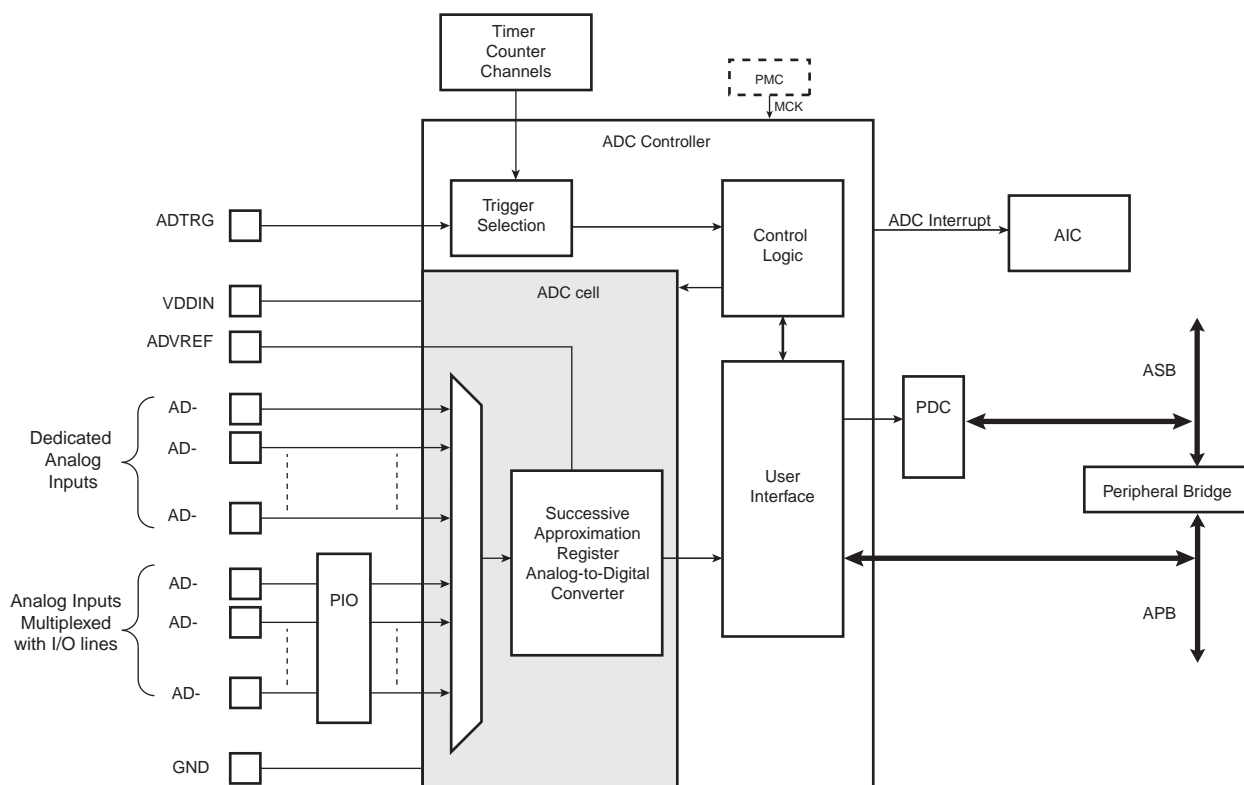 Timer
Counter
Channels
PMC
MCK
ADC Controller
ADTRG
Trigger
Selection
Control
Logic
ADC Interrupt
AIC
VDDIN
ADC cell
ADVREF
ASB
Dedicated
Analog
Inputs
AD-
AD-
AD-
PDC
User
Interface
Peripheral Bridge
Successive
Approximation
Register
Analog-to-Digital
Converter
Analog Inputs
Multiplexed
with I/O lines
AD-
AD-
AD-
PIO
APB
GND